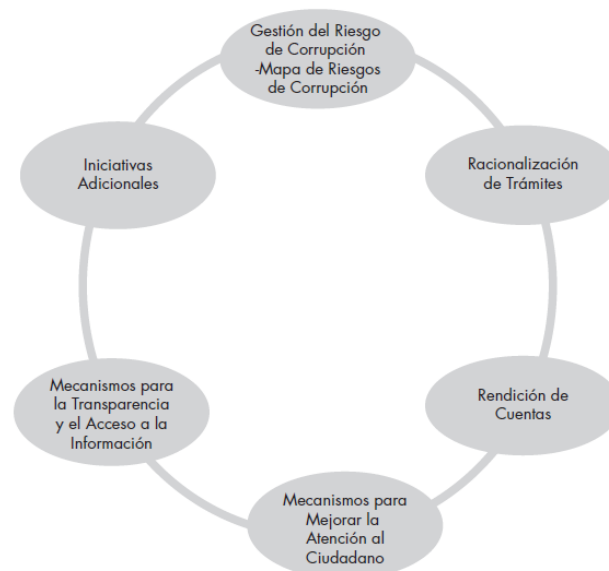 Gestión del Riesgo
de Corrupción
-Mapa de Riesgos
de Corrupción
Racionalización
de Trámites
Rendición de
Cuentas
Mecanismos para
Mejorar la
Atención al
Ciudadano
Mecanismos para
la Transparencia
y el Acceso a la
Información
Iniciativas
Adicionales